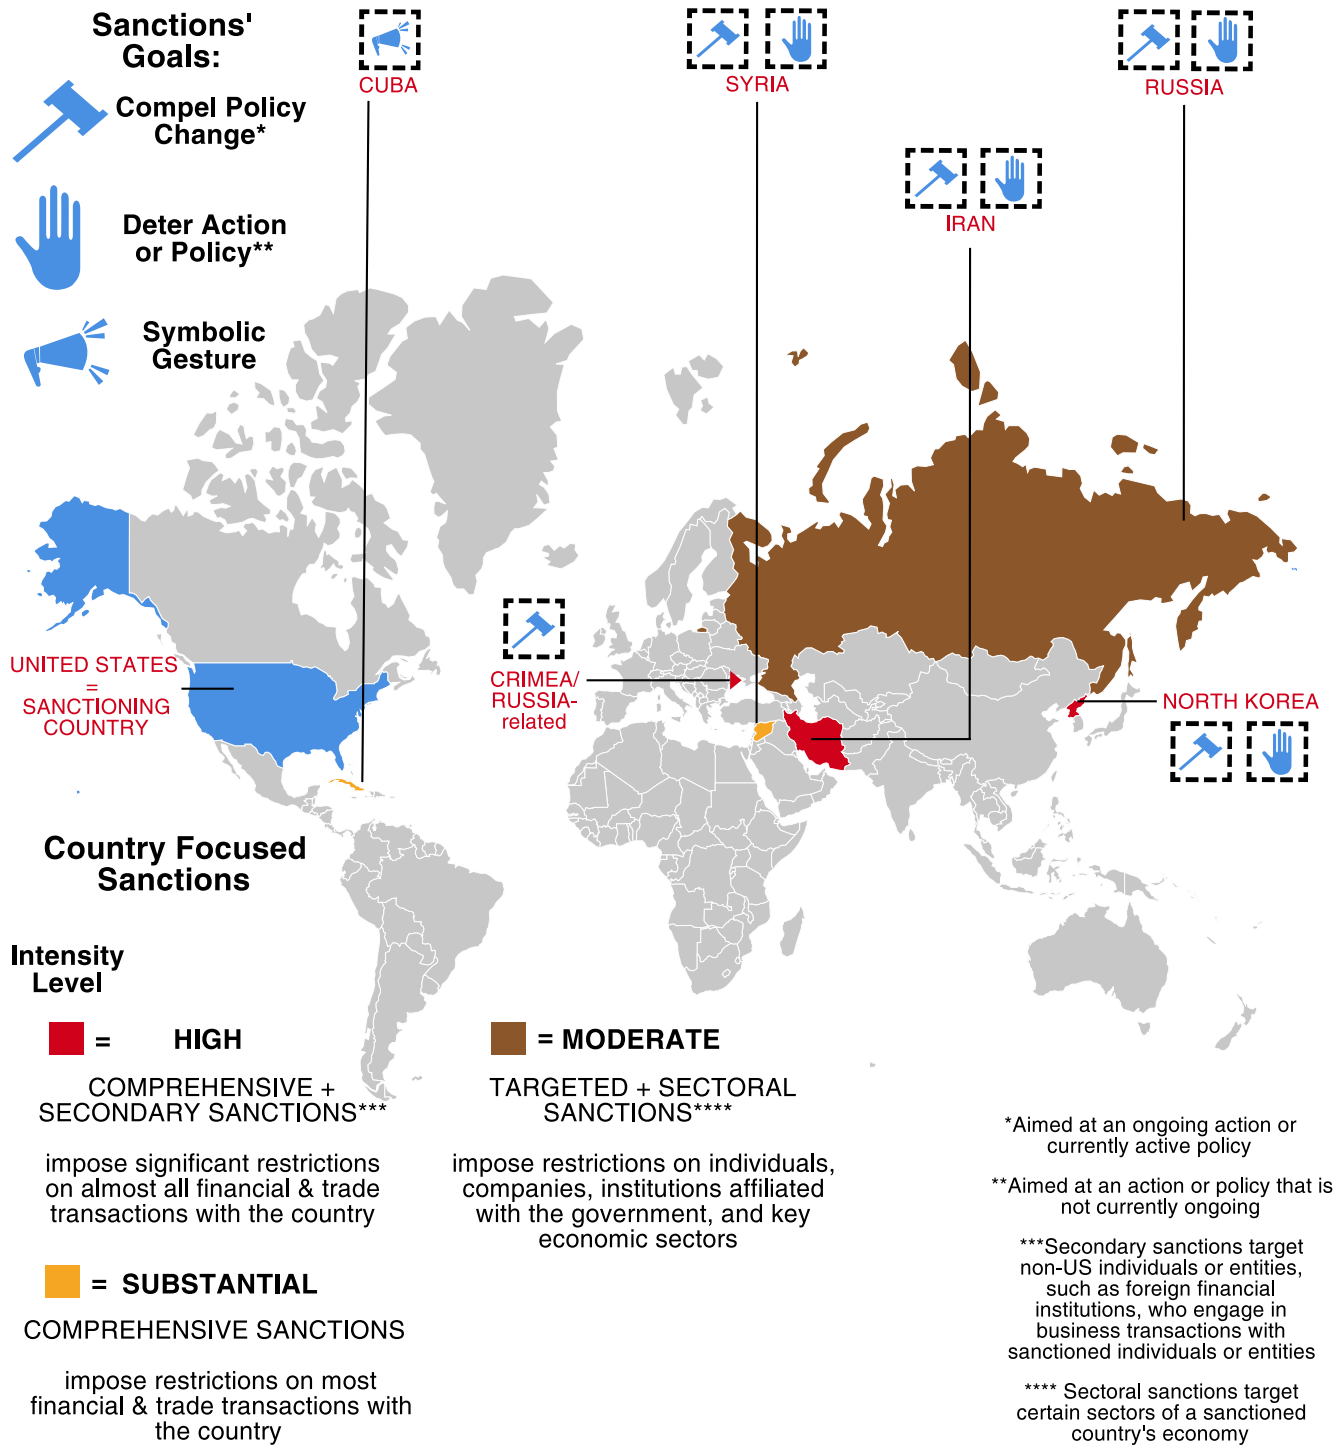 Sanctions'
Goals:
Compel Policy
Change*
Deter Action
or Policy**
Symbolic
Gesture
CUBA
SYRIA
RUSSIA
IRAN
UNITED STATES
=
SANCTIONING
COUNTRY
CRIMEA/
RUSSIA-
related
NORTH KOREA
Country Focused
Sanctions
Intensity
Level
= HIGH
COMPREHENSIVE +
SECONDARY SANCTIONS***
impose significant restrictions
on almost all financial & trade
transactions with the country
= MODERATE
TARGETED + SECTORAL
SANCTIONS****
impose restrictions on individuals,
companies, institutions affiliated
with the government, and key
economic sectors
= SUBSTANTIAL
COMPREHENSIVE SANCTIONS
impose restrictions on most
financial & trade transactions with
the country
*Aimed at an ongoing action or
currently active policy
**Aimed at an action or policy that is
not currently ongoing
***Secondary sanctions target
non-US individuals or entities,
such as foreign financial
institutions, who engage in
business transactions with
sanctioned individuals or entities
**** Sectoral sanctions target
certain sectors of a sanctioned
country's economy